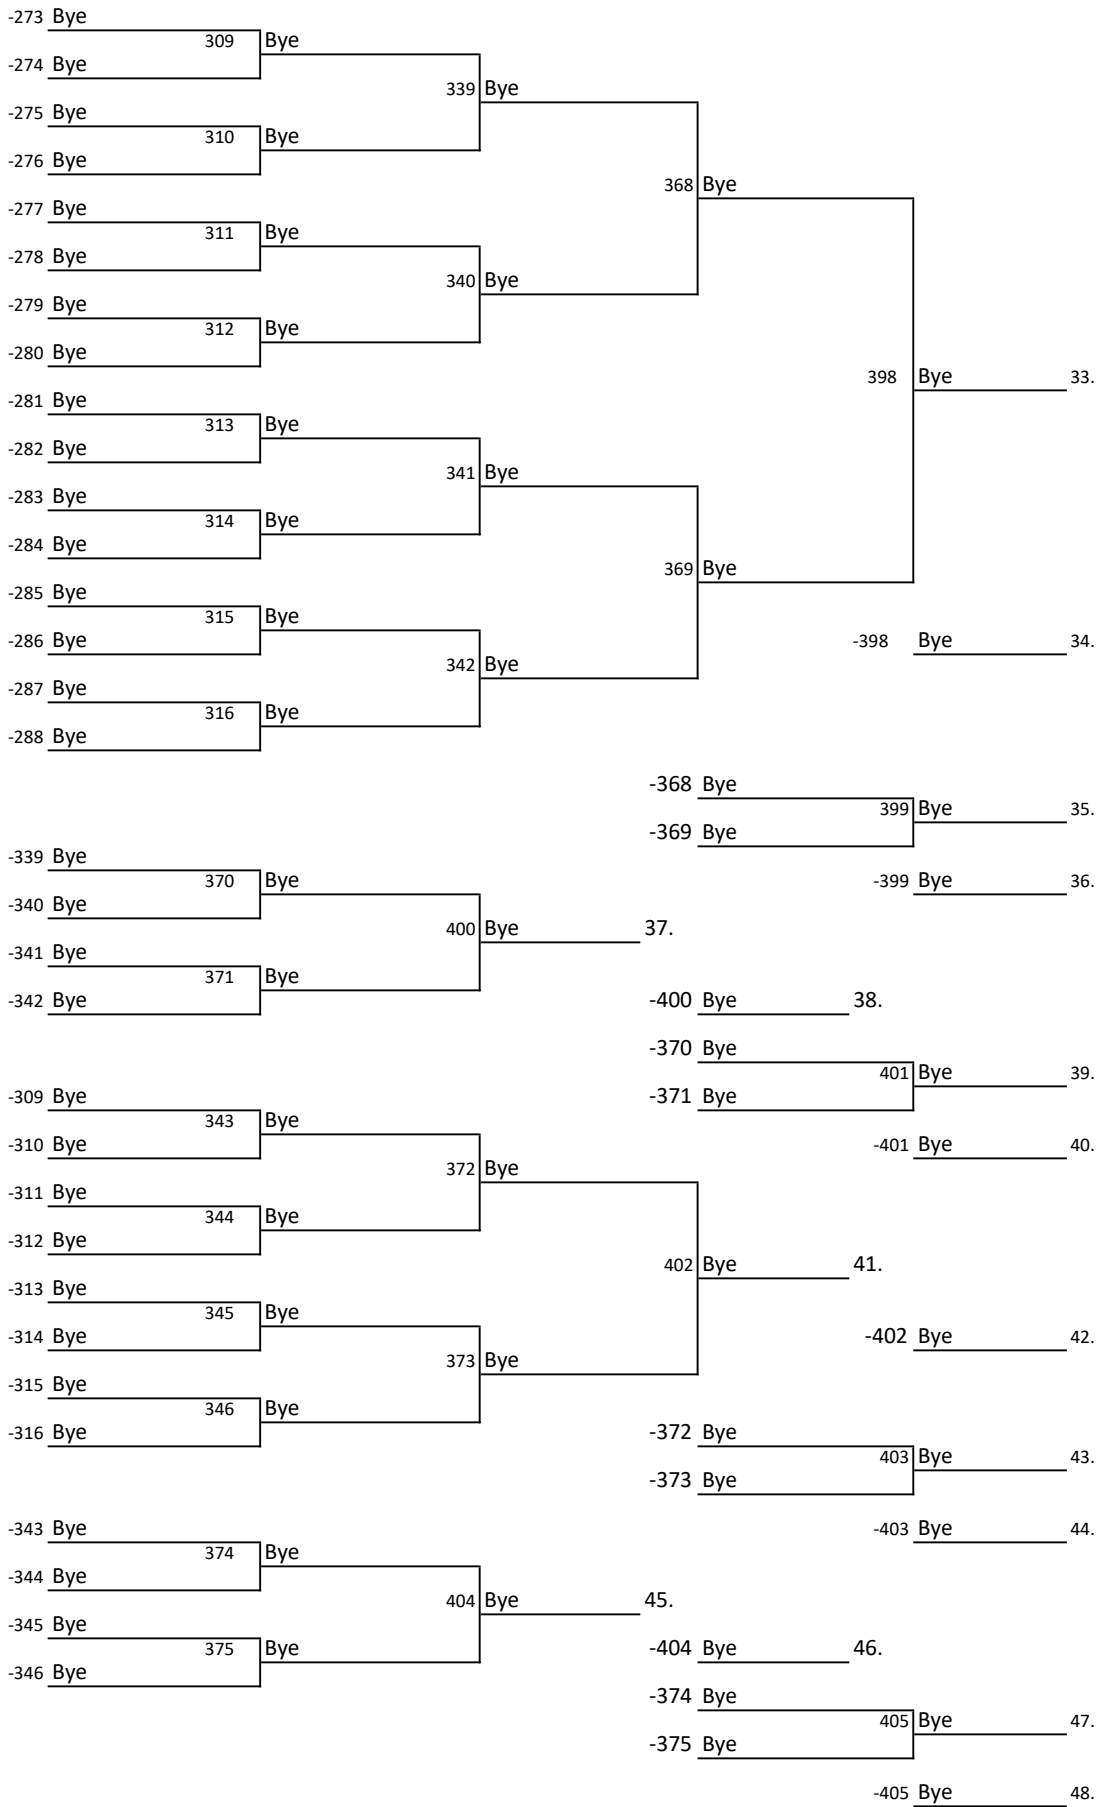 -273 Bye
309 Bye
-274 Bye
339 Bye
-275 Bye
310 Bye
-276 Bye
368 Bye
-277 Bye
311 Bye
-278 Bye
340 Bye
-279 Bye
312 Bye
-280 Bye
398 Bye 33.
-281 Bye
313 Bye
-282 Bye
341 Bye
-283 Bye
314 Bye
-284 Bye
369 Bye
-285 Bye
315 Bye
-286 Bye
-398 Bye 34.
342 Bye
-287 Bye
316 Bye
-288 Bye
-368 Bye
399 Bye 35.
-369 Bye
-339 Bye
370 Bye
-399 Bye 36.
-340 Bye
400 Bye 37.
-341 Bye
371 Bye
-342 Bye
-400 Bye 38.
-370 Bye
401 Bye 39.
-371 Bye
-309 Bye
343 Bye
-310 Bye
-401 Bye 40.
372 Bye
-311 Bye
344 Bye
-312 Bye
402 Bye 41.
-313 Bye
345 Bye
-314 Bye
-402 Bye 42.
373 Bye
-315 Bye
346 Bye
-316 Bye
-372 Bye
403 Bye 43.
-373 Bye
-343 Bye
374 Bye
-403 Bye 44.
-344 Bye
404 Bye 45.
-345 Bye
375 Bye
-346 Bye
-404 Bye 46.
-374 Bye
405 Bye 47.
-375 Bye
-405 Bye 48.